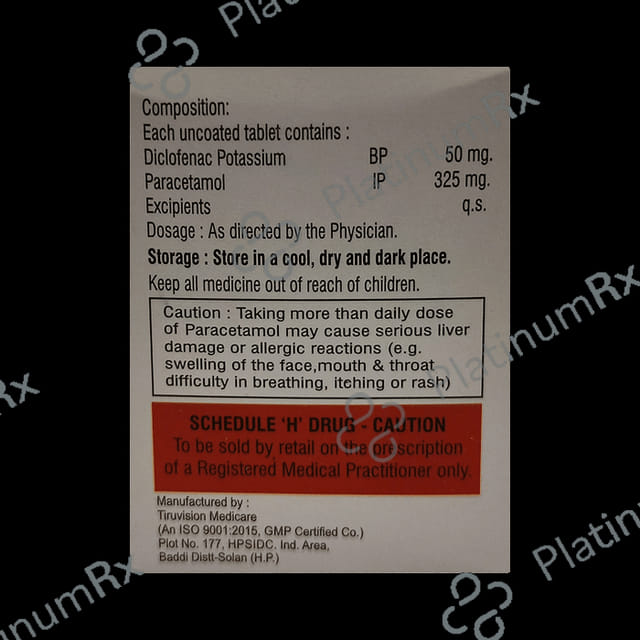 Composition:
Each uncoated tablet contains :
Diclofenac Potassium BP 50 mg.
Paracetamol IP 325 mg.
Excipients q.s.
Dosage : As directed by the Physician.
Storage : Store in a cool, dry and dark place.
Keep all medicine out of reach of children.
Caution : Taking more than daily dose
of Paracetamol may cause serious liver
damage or allergic reactions (e.g.
swelling of the face,mouth & throat
difficulty in breathing, itching or rash)
SCHEDULE 'H' DRUG - CAUTION
To be sold by retail on the prescription
of a Registered Medical Practitioner only.
Manufactured by :
Tiruvision Medicare
(An ISO 9001:2015, GMP Certified Co.)
Plot No. 177, HPSIDC. Ind. Area,
Baddi Distt-Solan (H.P.)
PlatinumRx
PlatinumRx